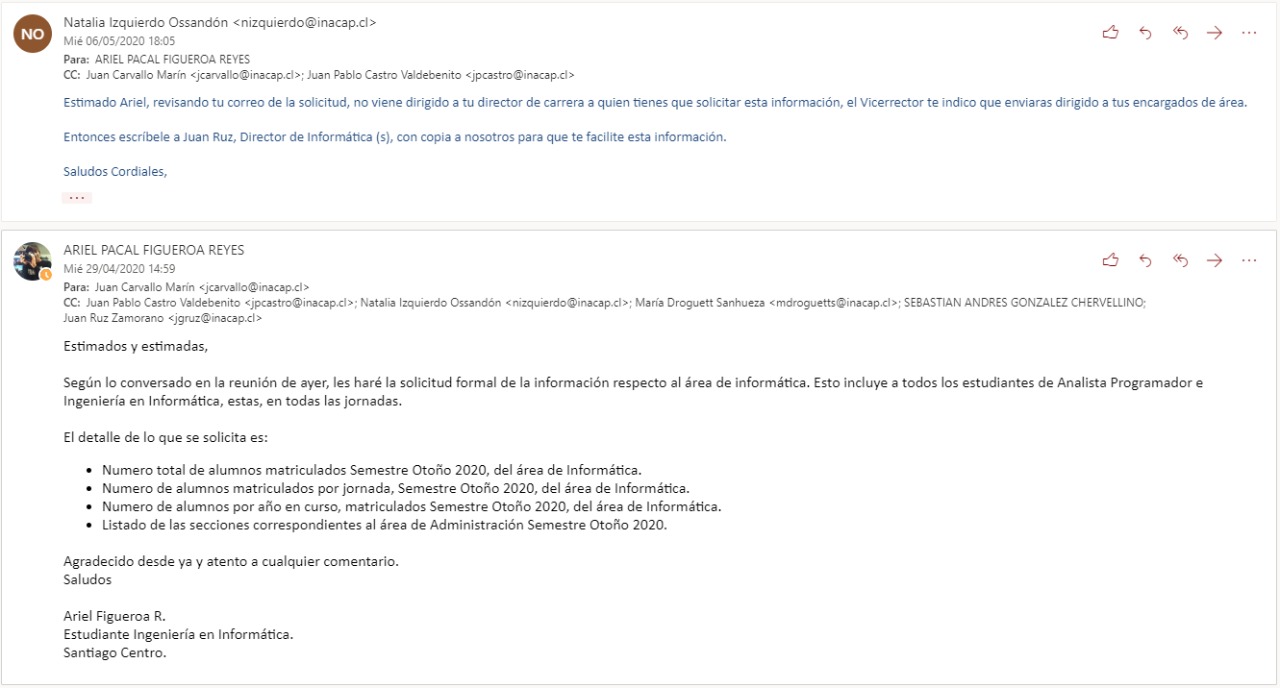 NO
Natalia Izquierdo Ossandón <nizquierdo@inacap.cl>
Mié 06/05/2020 18:05
Para: ARIEL PACAL FIGUEROA REYES
CC: Juan Carvallo Marín <jcarvallo@inacap.cl>; Juan Pablo Castro Valdebenito <jpcastro@inacap.cl>
Estimado Ariel, revisando tu correo de la solicitud, no viene dirigido a tu director de carrera a quien tienes que solicitar esta información, el Vicerrector te indico que enviaras dirigido a tus encargados de área.
Entonces escríbele a Juan Ruz, Director de Informática (s), con copia a nosotros para que te facilite esta información.
Saludos Cordiales,
...
ARIEL PACAL FIGUEROA REYES
Mié 29/04/2020 14:59
Para: Juan Carvallo Marín <jcarvallo@inacap.cl>
CC: Juan Pablo Castro Valdebenito <jpcastro@inacap.cl>; Natalia Izquierdo Ossandón <nizquierdo@inacap.cl>; María Droguett Sanhueza <mdroguetts@inacap.cl>; SEBASTIAN ANDRES GONZALEZ CHERVELLINO;
Juan Ruz Zamorano <jgruz@inacap.cl>
Estimados y estimadas,
Según lo conversado en la reunión de ayer, les haré la solicitud formal de la información respecto al área de informática. Esto incluye a todos los estudiantes de Analista Programador e
Ingeniería en Informática, estas, en todas las jornadas.
El detalle de lo que se solicita es:
• Numero total de alumnos matriculados Semestre Otoño 2020, del área de Informática.
• Numero de alumnos matriculados por jornada, Semestre Otoño 2020, del área de Informática.
• Numero de alumnos por año en curso, matriculados Semestre Otoño 2020, del área de Informática.
• Listado de las secciones correspondientes al área de Administración Semestre Otoño 2020.
Agradecido desde ya y atento a cualquier comentario.
Saludos
Ariel Figueroa R.
Estudiante Ingeniería en Informática.
Santiago Centro.